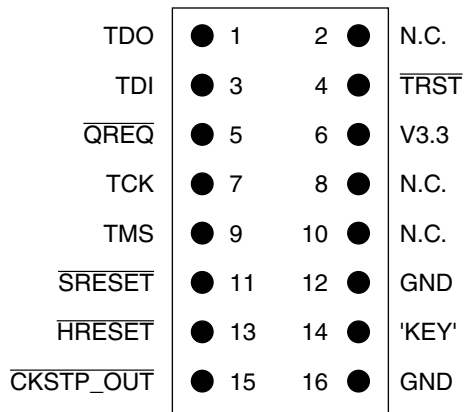 TDO 1 2 N.C.
TDI 3 4 TRST
QREQ 5 6 V3.3
TCK 7 8 N.C.
TMS 9 10 N.C.
SRESET 11 12 GND
HRESET 13 14 'KEY'
CKSTP_OUT 15 16 GND